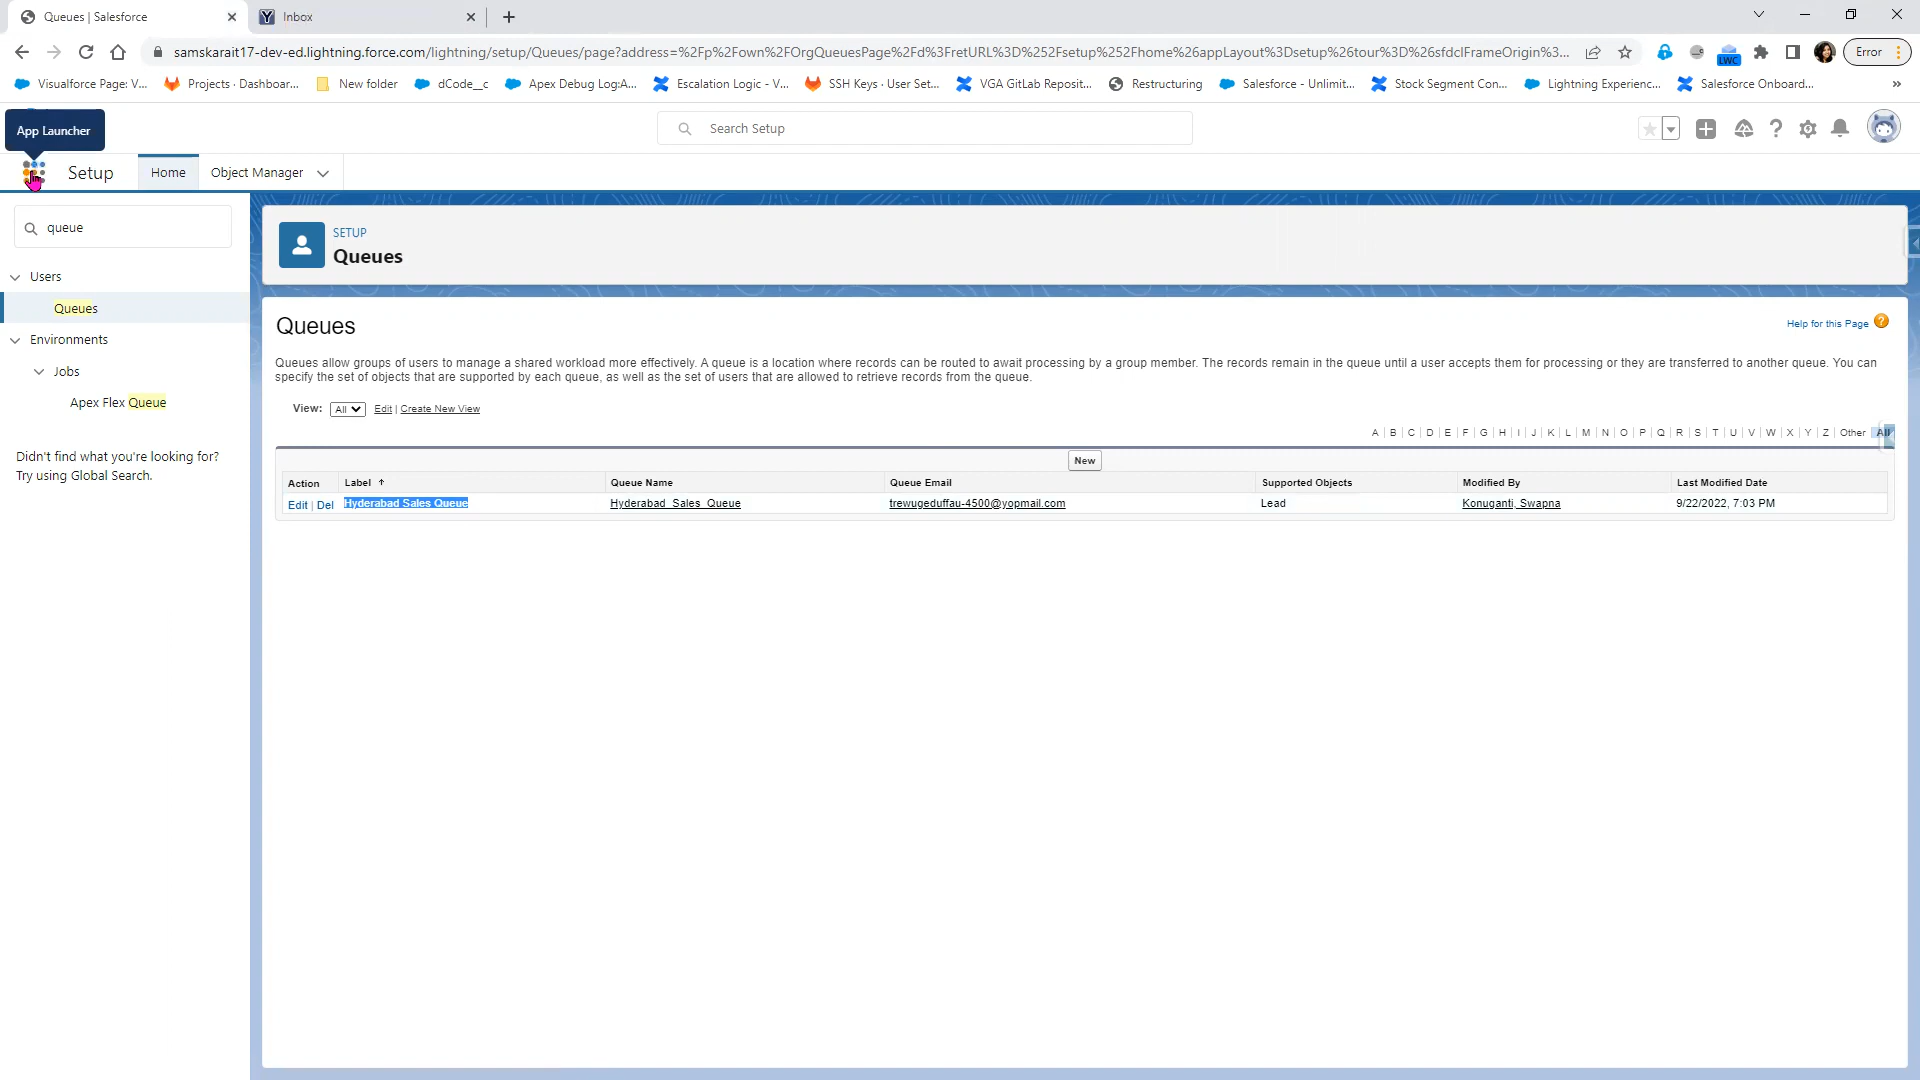 Queues | Salesforce
Inbox
samskarait17-dev-ed.lightning.force.com/lightning/setup/Queues/page?address=%2Fp%2Fown%2FOrgQueuesPage%2Fd%3FretURL%3D%252Fsetup%252Fhome%26appLayout%3Dsetup%26tour%3D%26sfdcIFrameOrigin%3...
LWC
Error
Visualforce Page: V...
Projects · Dashboar...
New folder
dCode__c
Apex Debug Log:A...
Escalation Logic - V...
SSH Keys · User Set...
VGA GitLab Reposit...
Restructuring
Salesforce - Unlimit...
Stock Segment Con...
Lightning Experienc...
Salesforce Onboard...
App Launcher
Search Setup
Setup
Home
Object Manager
queue
Users
Queues
Environments
Jobs
Apex Flex Queue
Didn't find what you're looking for?
Try using Global Search.
SETUP
Queues
Queues
Help for this Page
Queues allow groups of users to manage a shared workload more effectively. A queue is a location where records can be routed to await processing by a group member. The records remain in the queue until a user accepts them for processing or they are transferred to another queue. You can
specify the set of objects that are supported by each queue, as well as the set of users that are allowed to retrieve records from the queue.
View: All Edit | Create New View
A | B | C | D | E | F | G | H | I | J | K | L | M | N | O | P | Q | R | S | T | U | V | W | X | Y | Z | Other | All
New
Action Label Queue Name Queue Email Supported Objects Modified By Last Modified Date
Edit | Del Hyderabad Sales Queue Hyderabad_Sales_Queue trewugeduffau-4500@yopmail.com Lead Konuganti, Swapna 9/22/2022, 7:03 PM